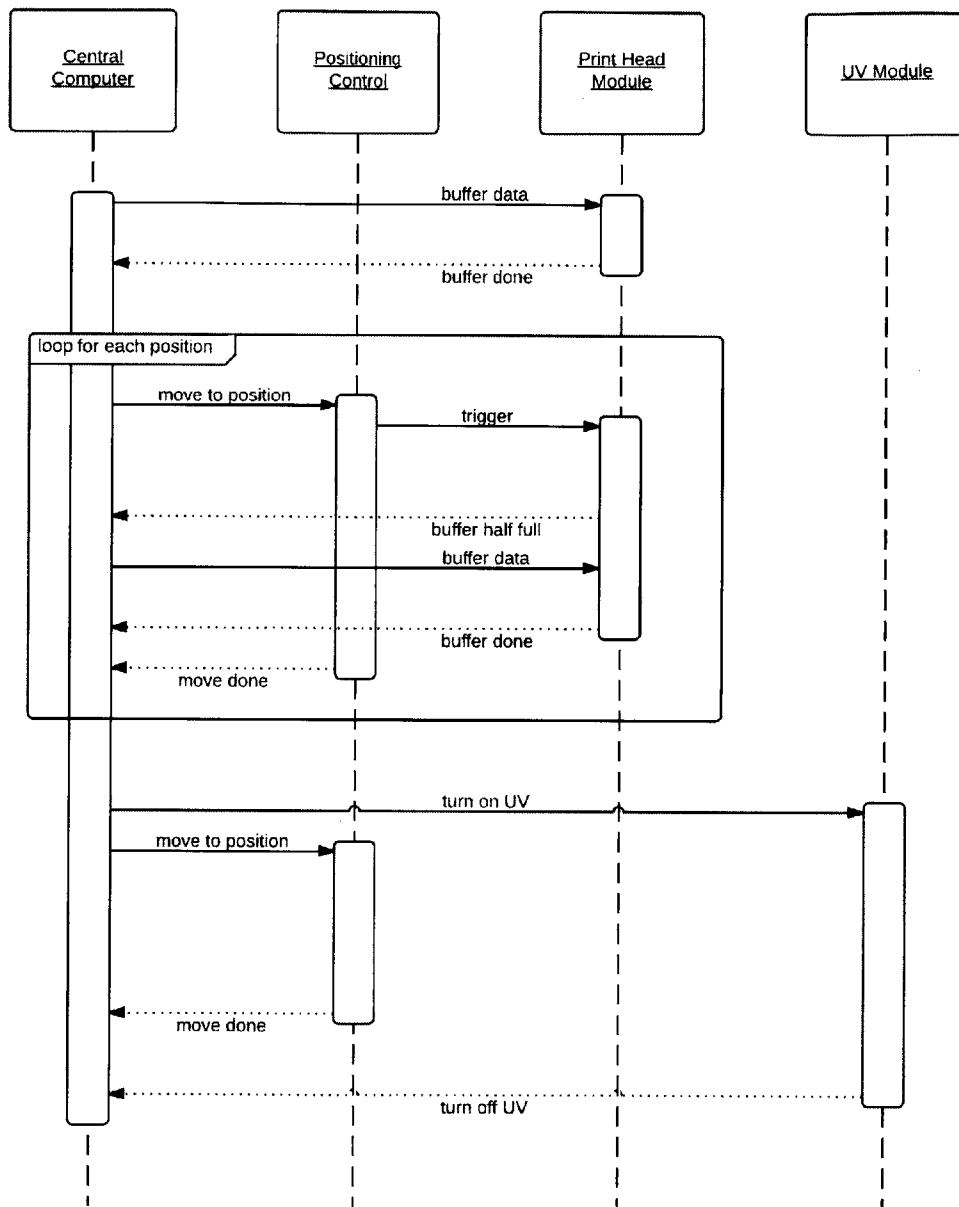 Central
Computer
Positioning
Control
Print Head
Module
UV Module
buffer data
buffer done
loop for each position
move to position
trigger
buffer half full
buffer data
buffer done
move done
turn on UV
move to position
move done
turn off UV